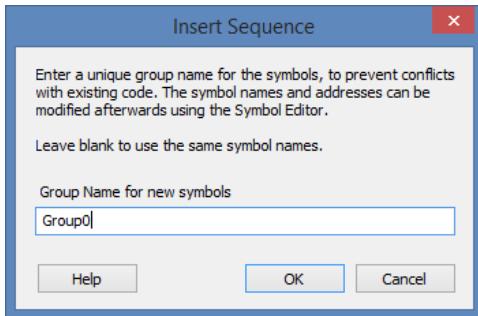 Insert Sequence
Enter a unique group name for the symbols, to prevent conflicts
with existing code. The symbol names and addresses can be
modified afterwards using the Symbol Editor.
Leave blank to use the same symbol names.
Group Name for new symbols
Group0
Help OK Cancel